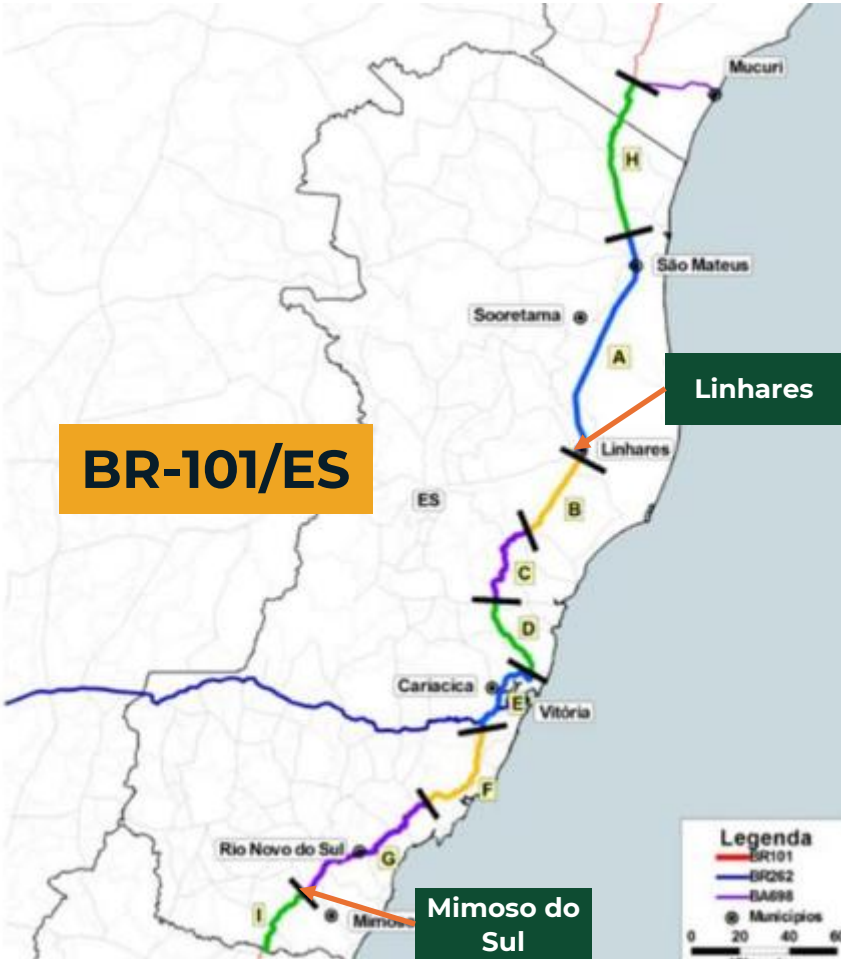 Mucuri
H
São Mateus
Sooretama
A
Linhares
Linhares
BR-101/ES
ES
B
C
D
Cariacica
E
Vitória
F
Rio Novo do Sul
G
I
Mimoso do
Sul
Legenda
BR101
BR262
BA698
Municípios
0 20 40